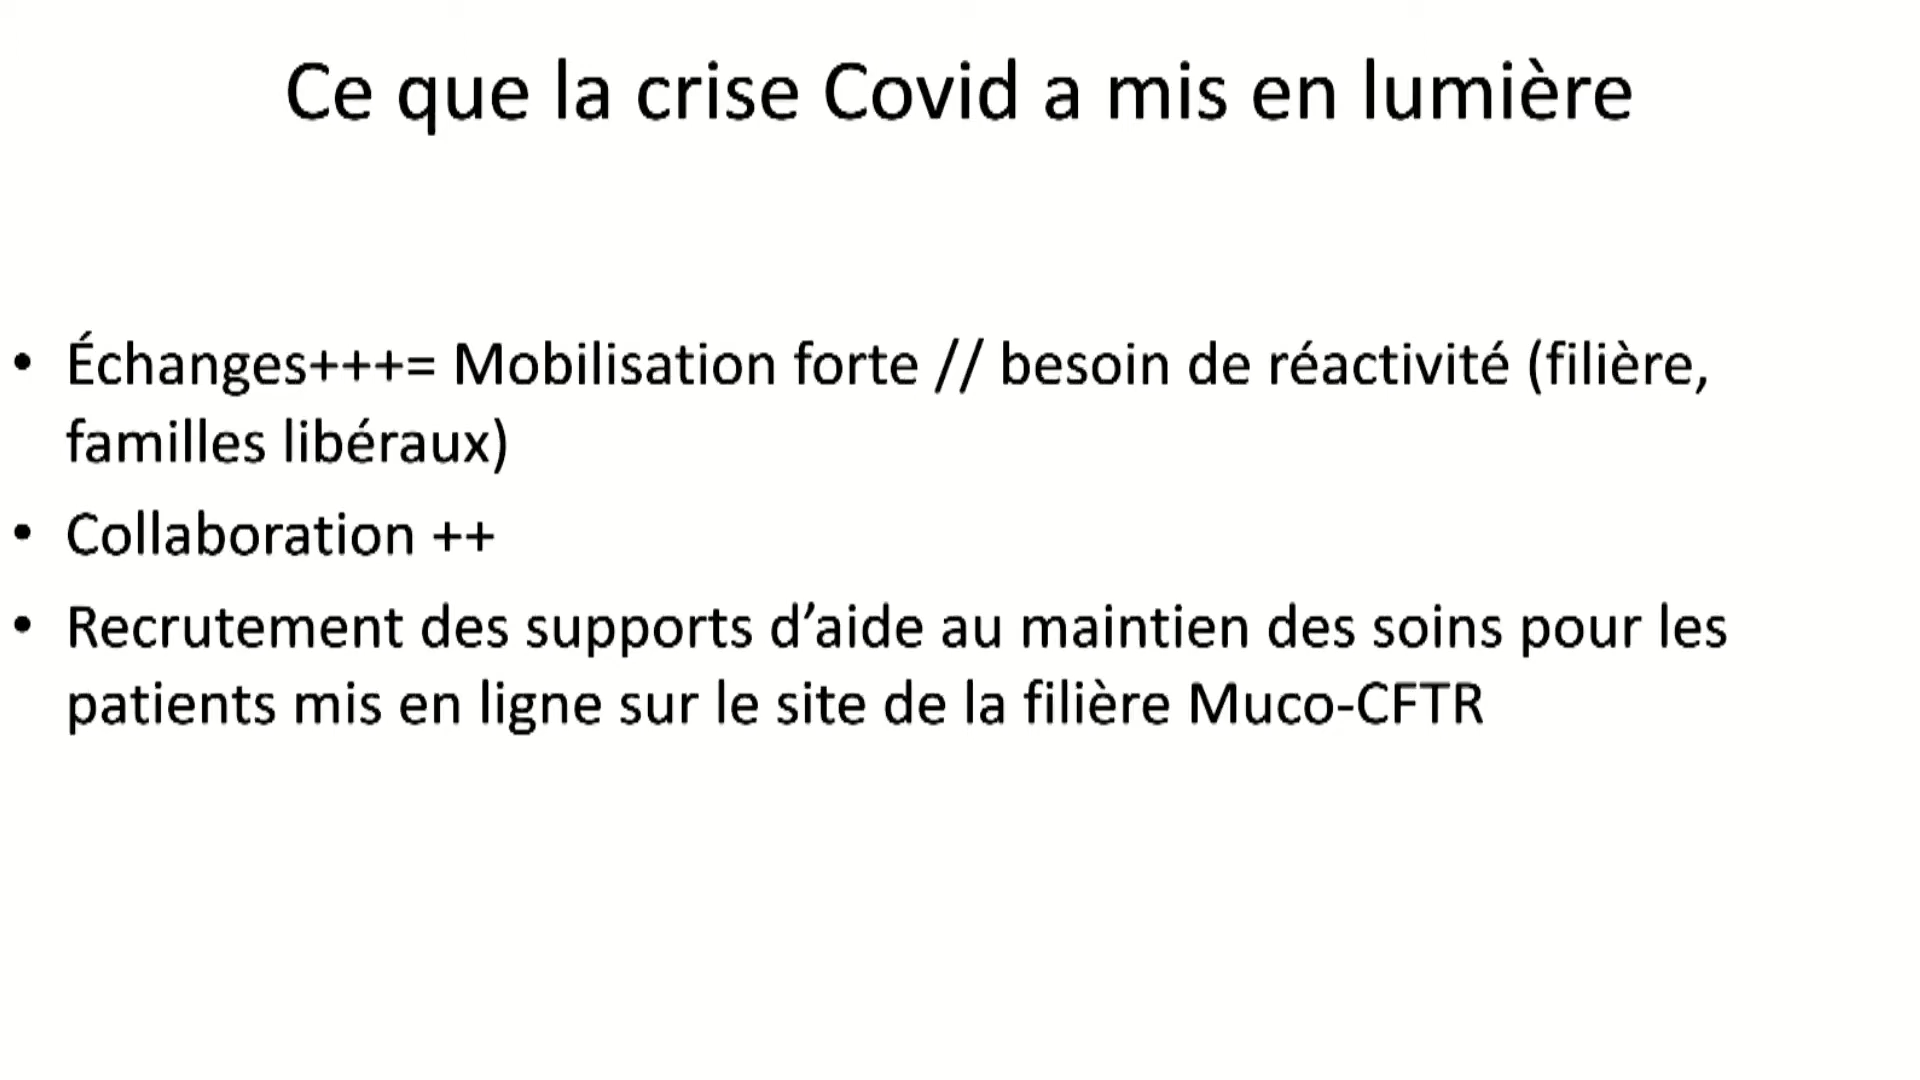 Ce que la crise Covid a mis en lumière
• Échanges+++= Mobilisation forte // besoin de réactivité (filière,
familles libéraux)
• Collaboration ++
• Recrutement des supports d’aide au maintien des soins pour les
patients mis en ligne sur le site de la filière Muco-CFTR